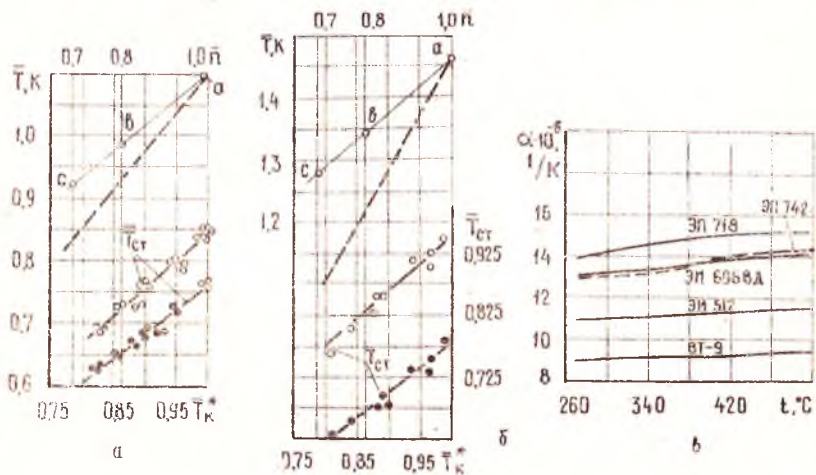 0,7 0,8 1,0 n̄
T̄,К
a
1,0
в
0,9
с
0,8
T̄ст
0,7
0,6
0,75 0,85 0,95 T̄к*
а
0,7 0,8 1,0 n̄
T̄,К
a
1,4
в
с
1,3
1,2
T̄ст
0,925
0,825
T̄ст
0,725
0,75 0,85 0,95 T̄к*
б
α·10⁻⁶,
1/К
16
14
12
10
8
ЭП 718
ЭП 742
ЭИ 698ВД
ЭИ 517
ВТ-9
260 340 420 t,°C
в